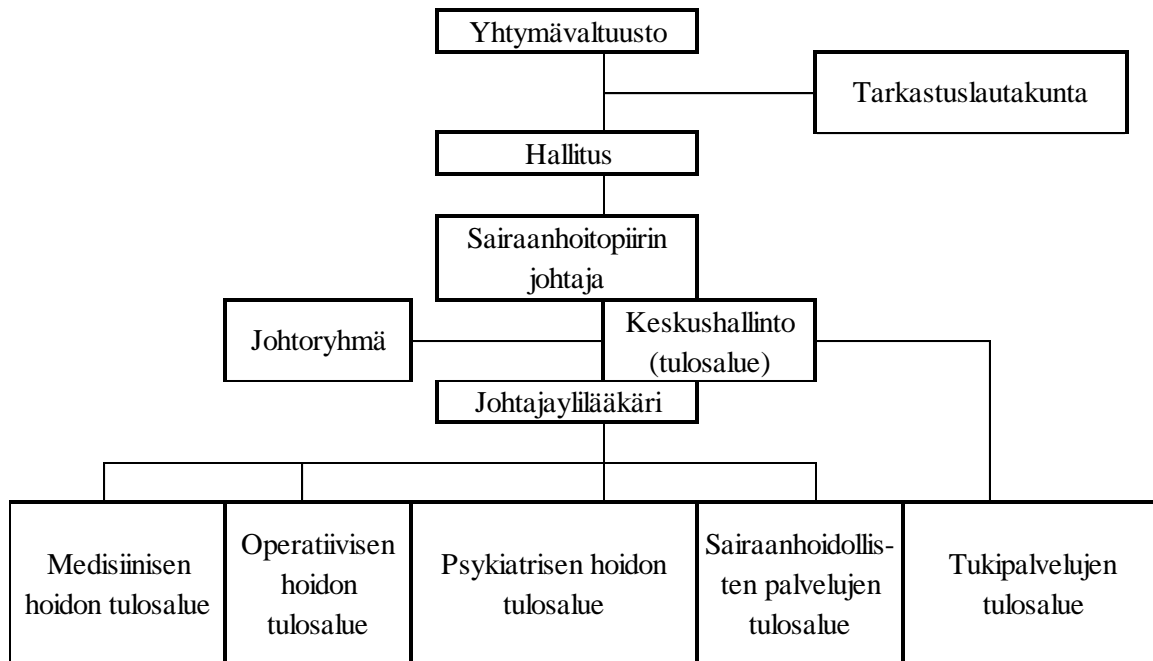 Yhtymävaltuusto
Tarkastuslautakunta
Hallitus
Sairaanhoitopiirin
johtaja
Johtoryhmä
Keskushallinto
(tulosalue)
Johtajaylilääkäri
Medisiinisen
hoidon tulosalue
Operatiivisen
hoidon
tulosalue
Psykiatrisen hoidon
tulosalue
Sairaanhoidollis-
ten palvelujen
tulosalue
Tukipalvelujen
tulosalue